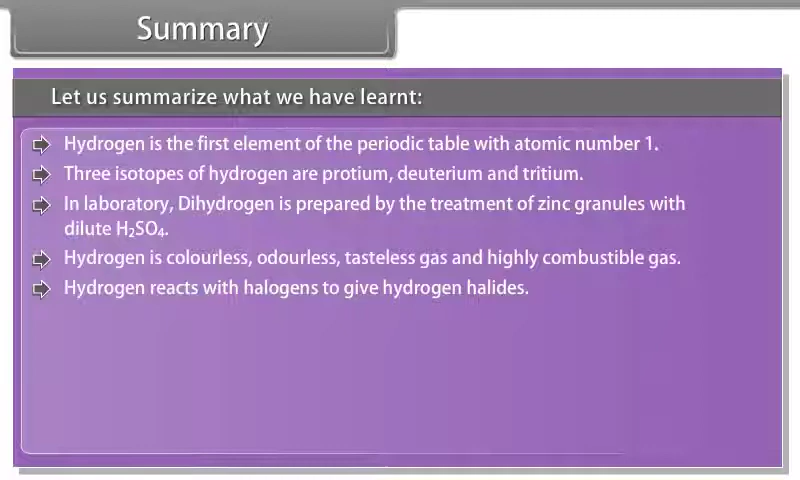 Summary
Let us summarize what we have learnt:
Hydrogen is the first element of the periodic table with atomic number 1.
Three isotopes of hydrogen are protium, deuterium and tritium.
In laboratory, Dihydrogen is prepared by the treatment of zinc granules with
dilute H₂SO₄.
Hydrogen is colourless, odourless, tasteless gas and highly combustible gas.
Hydrogen reacts with halogens to give hydrogen halides.